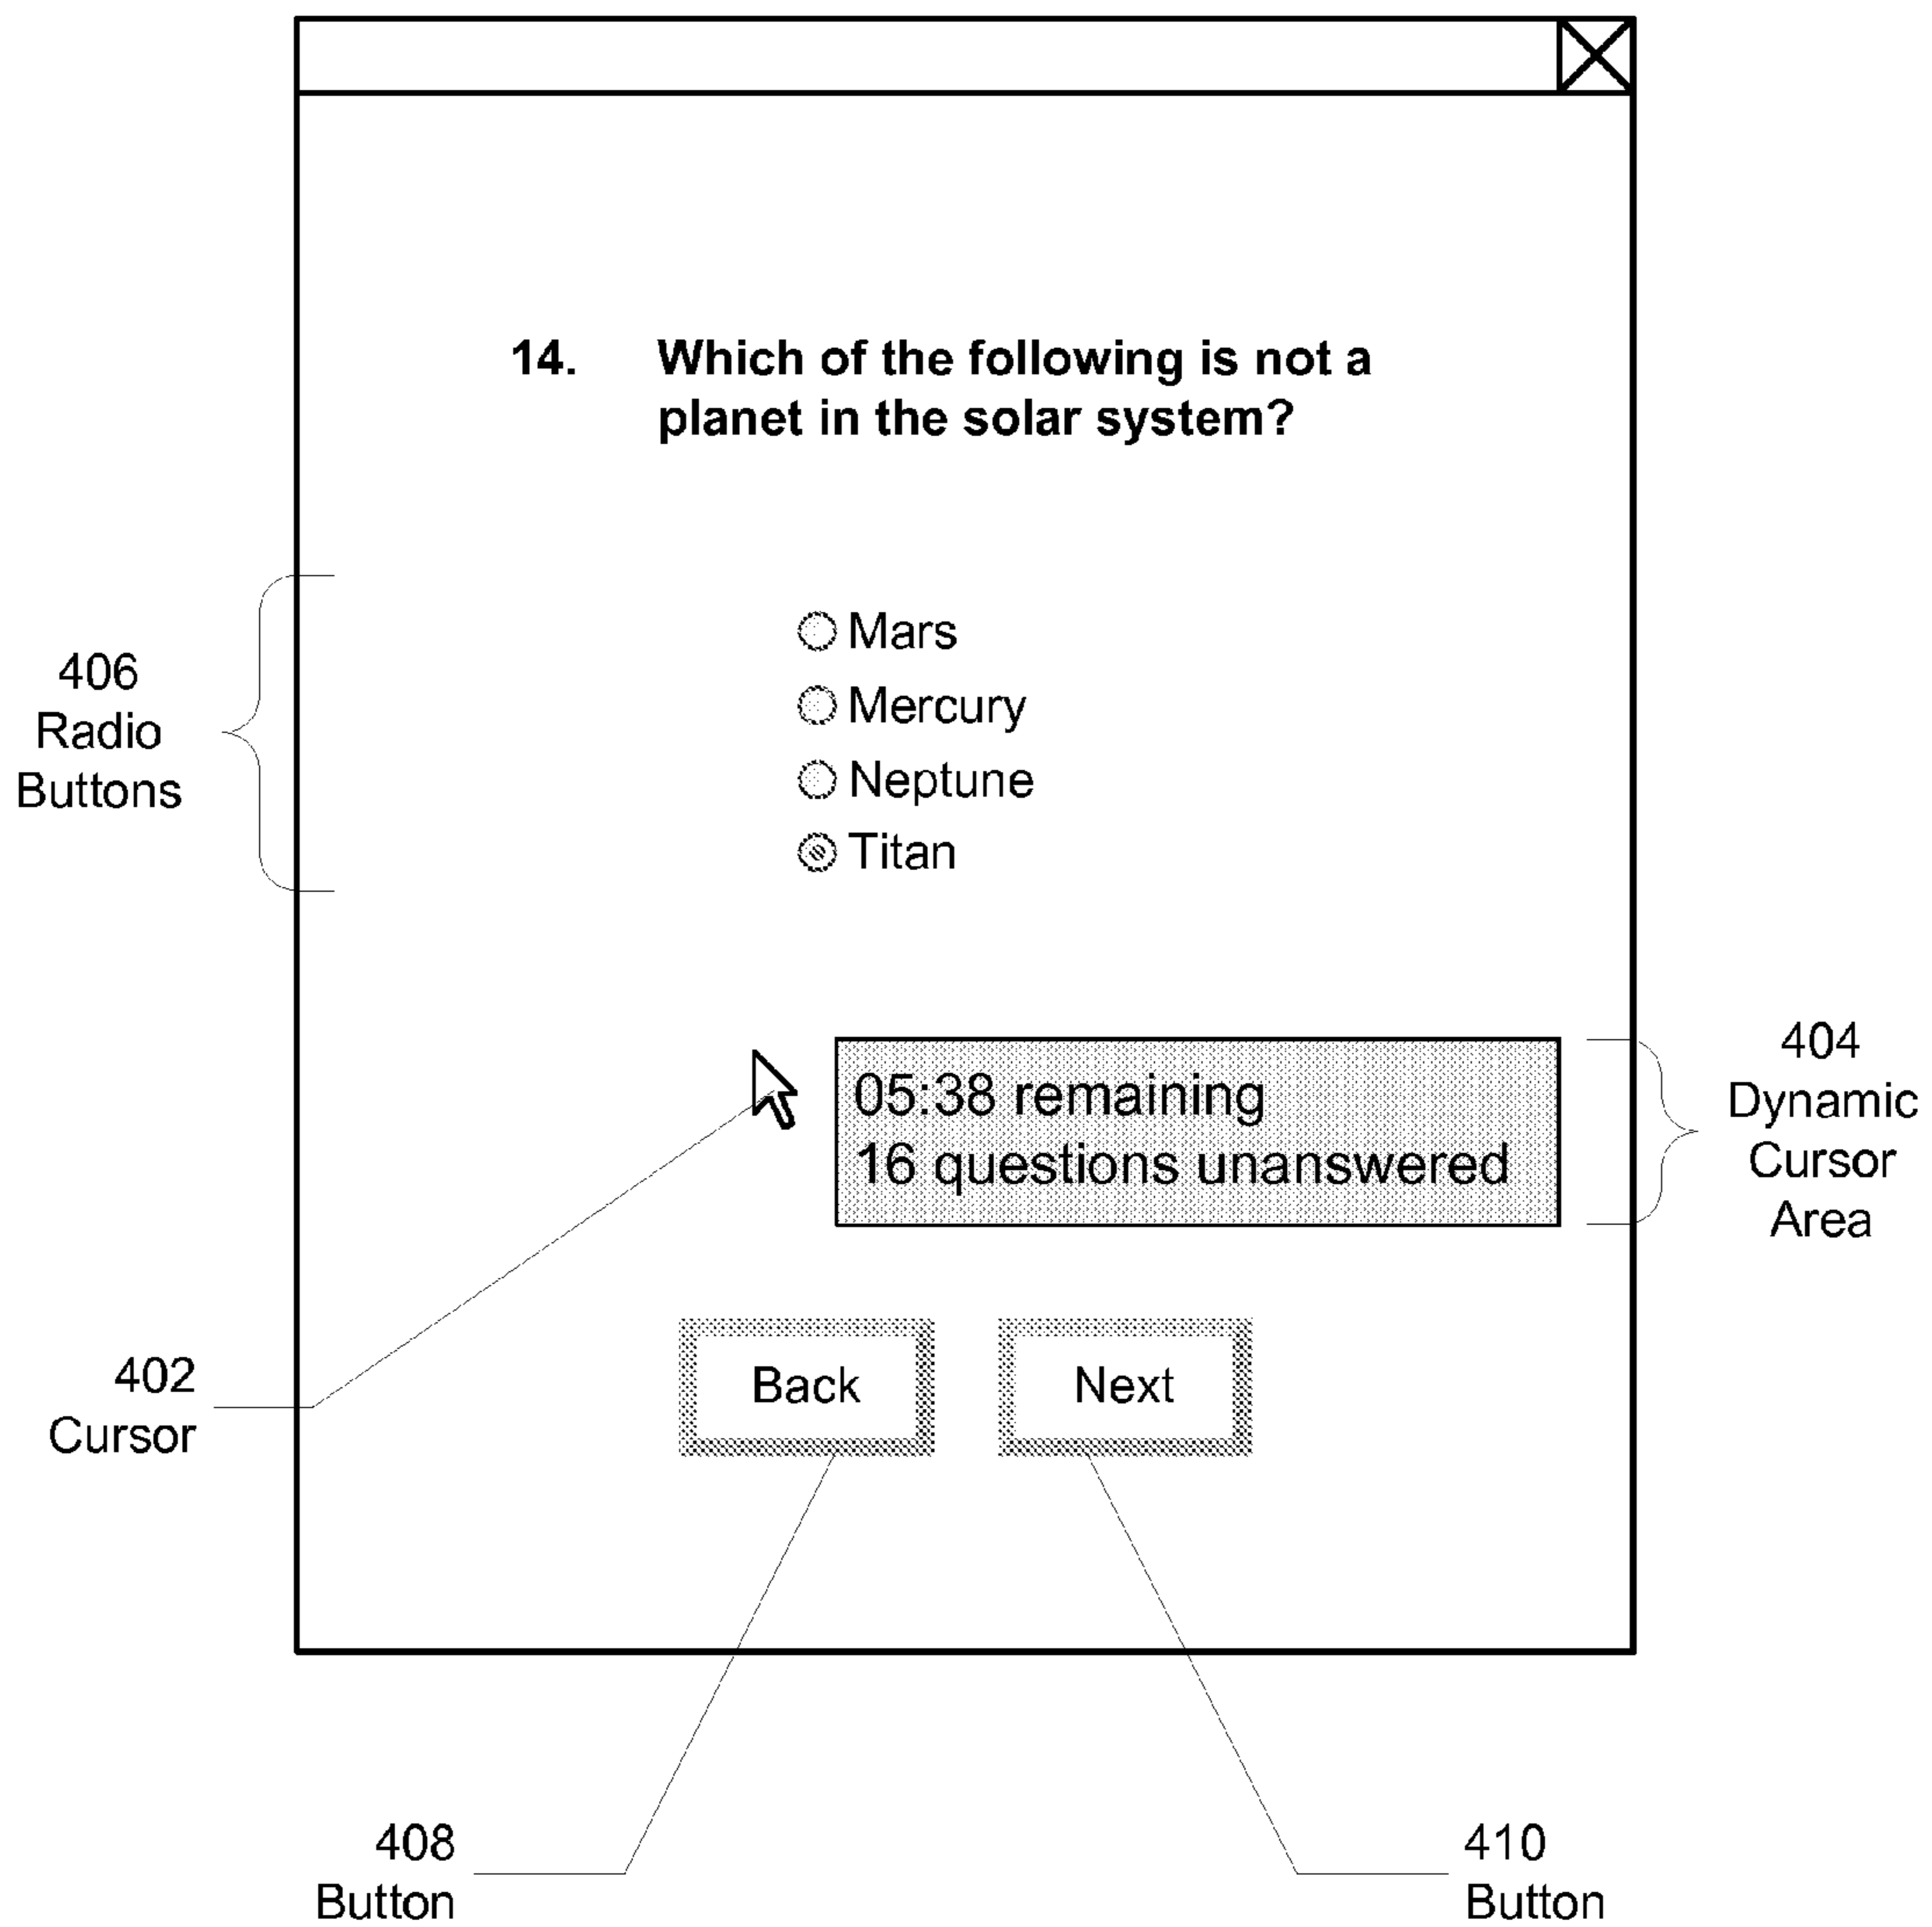 14. Which of the following is not a
planet in the solar system?
Mars
Mercury
Neptune
Titan
406
Radio
Buttons
05:38 remaining
16 questions unanswered
404
Dynamic
Cursor
Area
Back
Next
402
Cursor
408
Button
410
Button